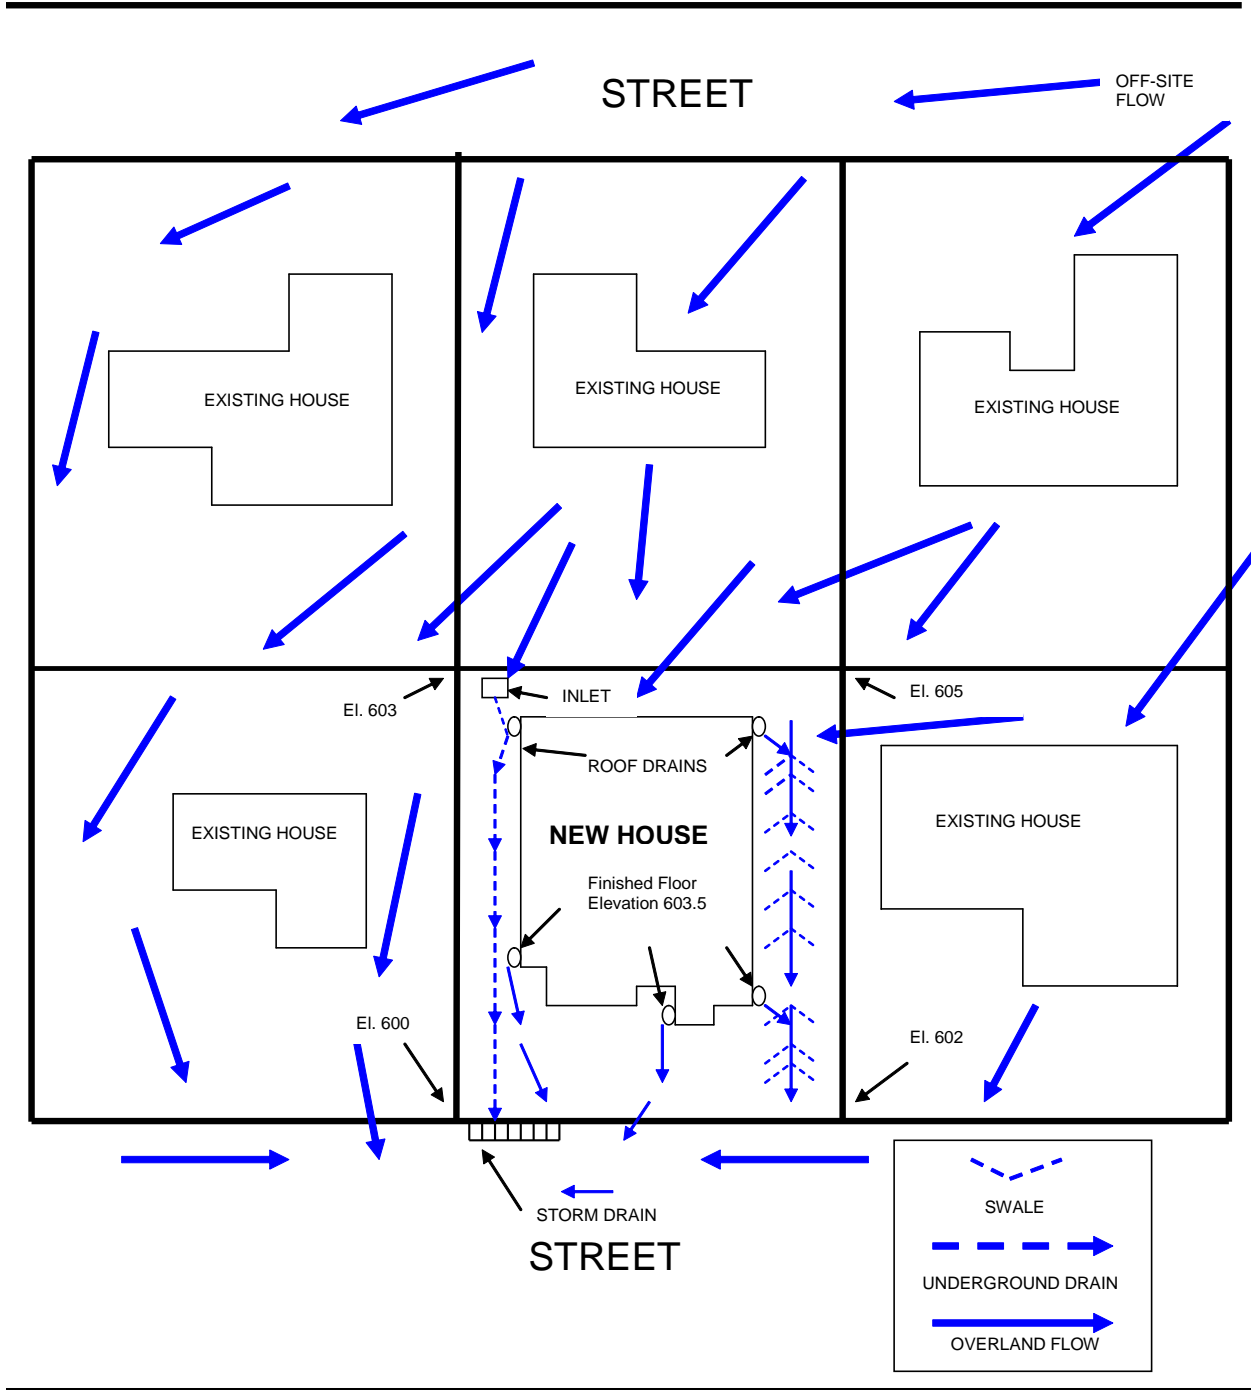 STREET
OFF-SITE
FLOW
EXISTING HOUSE
EXISTING HOUSE
EXISTING HOUSE
El. 603
INLET
El. 605
ROOF DRAINS
EXISTING HOUSE
NEW HOUSE
EXISTING HOUSE
Finished Floor
Elevation 603.5
El. 600
El. 602
STORM DRAIN
STREET
SWALE
UNDERGROUND DRAIN
OVERLAND FLOW